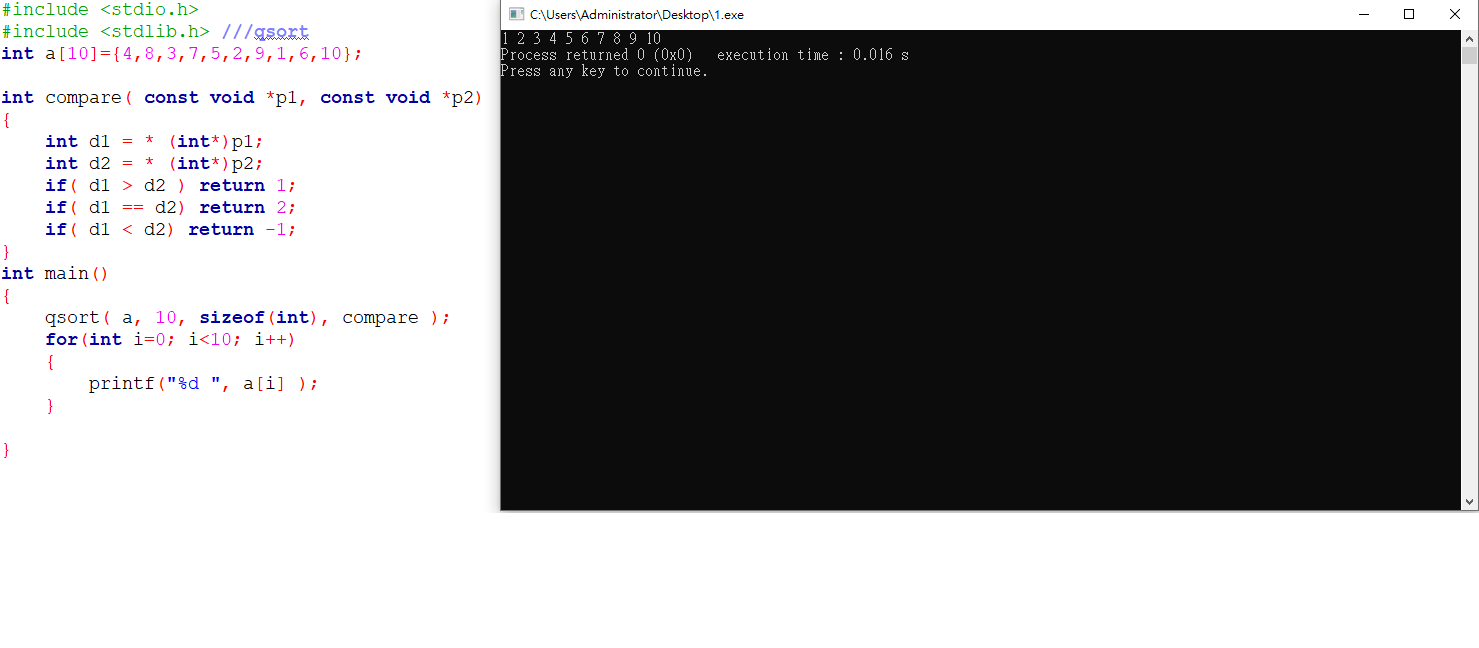 #include <stdio.h>
#include <stdlib.h> ///qsort
int a[10]={4,8,3,7,5,2,9,1,6,10};
int compare( const void *p1, const void *p2)
{
    int d1 = * (int*)p1;
    int d2 = * (int*)p2;
    if( d1 > d2 ) return 1;
    if( d1 == d2) return 2;
    if( d1 < d2) return -1;
}
int main()
{
    qsort( a, 10, sizeof(int), compare );
    for(int i=0; i<10; i++)
    {
        printf("%d ", a[i] );
    }
}
C:\Users\Administrator\Desktop\1.exe
1 2 3 4 5 6 7 8 9 10
Process returned 0 (0x0)   execution time : 0.016 s
Press any key to continue.